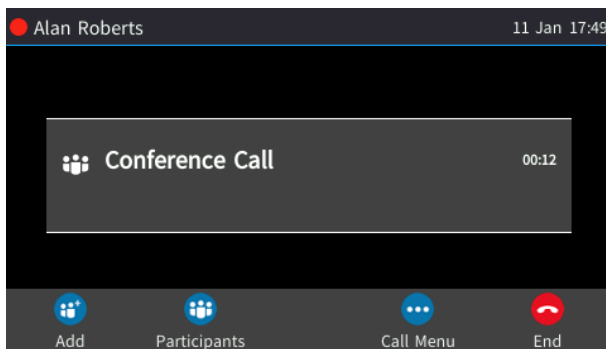 Alan Roberts 11 Jan 17:49
Conference Call 00:12
Add Participants Call Menu End